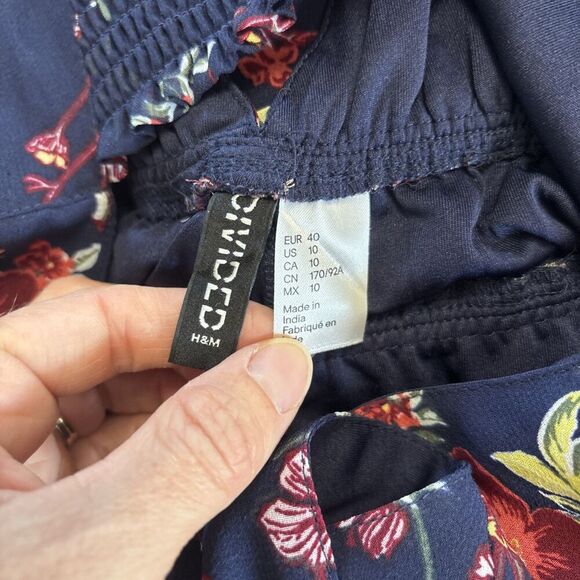 DIVIDED
H&M
EUR 40
US 10
CA 10
CN 170/92A
MX 10
Made in
India
Fabriqué en